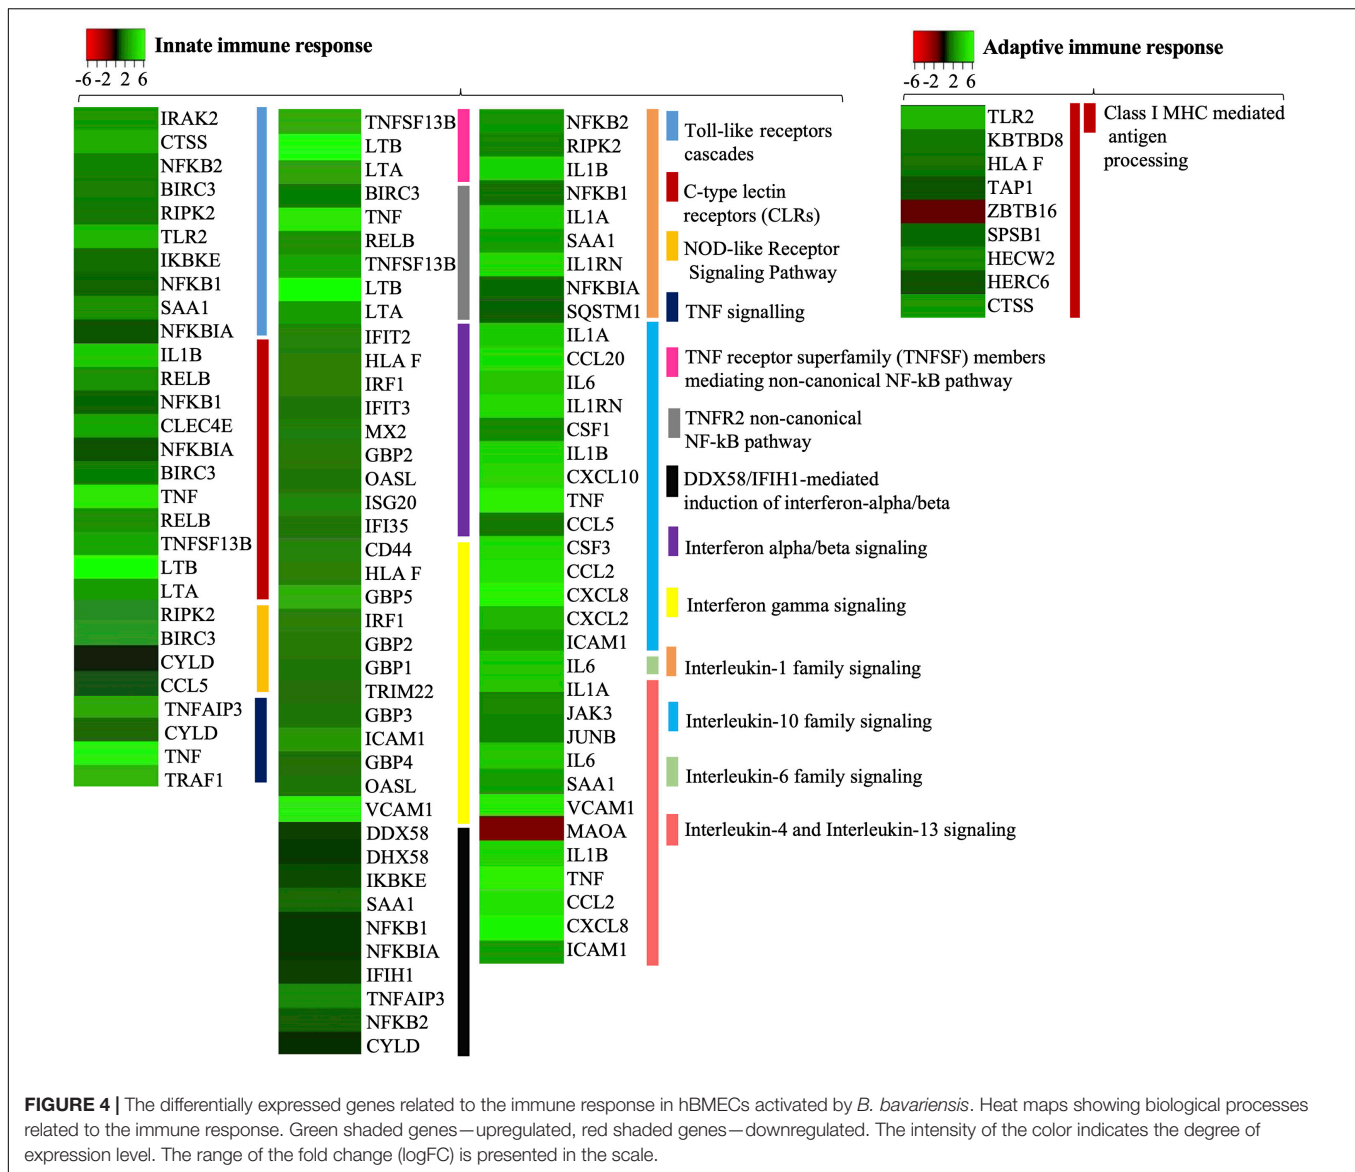 Innate immune response
-6 -2 2 6
IRAK2
CTSS
NFKB2
BIRC3
RIPK2
TLR2
IKBKE
NFKB1
SAA1
NFKBIA
IL1B
RELB
NFKB1
CLEC4E
NFKBIA
BIRC3
TNF
RELB
TNFSF13B
LTB
LTA
RIPK2
BIRC3
CYLD
CCL5
TNFAIP3
CYLD
TNF
TRAF1
TNFSF13B
LTB
LTA
BIRC3
TNF
RELB
TNFSF13B
LTB
LTA
IFIT2
HLA F
IRF1
IFIT3
MX2
GBP2
OASL
ISG20
IFI35
CD44
HLA F
GBP5
IRF1
GBP2
GBP1
TRIM22
GBP3
ICAM1
GBP4
OASL
VCAM1
DDX58
DHX58
IKBKE
SAA1
NFKB1
NFKBIA
IFIH1
TNFAIP3
NFKB2
CYLD
NFKB2
RIPK2
IL1B
NFKB1
IL1A
SAA1
IL1RN
NFKBIA
SQSTM1
IL1A
CCL20
IL6
IL1RN
CSF1
IL1B
CXCL10
TNF
CCL5
CSF3
CCL2
CXCL8
CXCL2
ICAM1
IL6
IL1A
JAK3
JUNB
IL6
SAA1
VCAM1
MAOA
IL1B
TNF
CCL2
CXCL8
ICAM1
Toll-like receptors
cascades
C-type lectin
receptors (CLRs)
NOD-like Receptor
Signaling Pathway
TNF signalling
TNF receptor superfamily (TNFSF) members
mediating non-canonical NF-kB pathway
TNFR2 non-canonical
NF-kB pathway
DDX58/IFIH1-mediated
induction of interferon-alpha/beta
Interferon alpha/beta signaling
Interferon gamma signaling
Interleukin-1 family signaling
Interleukin-10 family signaling
Interleukin-6 family signaling
Interleukin-4 and Interleukin-13 signaling
Adaptive immune response
-6 -2 2 6
TLR2
KBTBD8
HLA F
TAP1
ZBTB16
SPSB1
HECW2
HERC6
CTSS
Class I MHC mediated
antigen
processing
FIGURE 4 | The differentially expressed genes related to the immune response in hBMECs activated by B. bavariensis. Heat maps showing biological processes
related to the immune response. Green shaded genes—upregulated, red shaded genes—downregulated. The intensity of the color indicates the degree of
expression level. The range of the fold change (logFC) is presented in the scale.